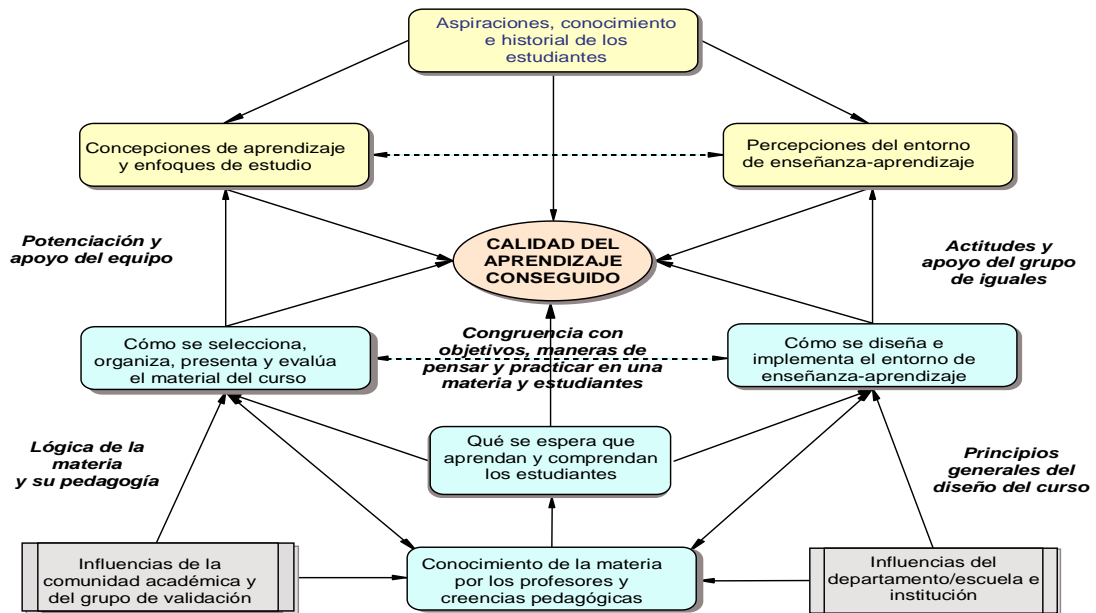 Aspiraciones, conocimiento
e historial de los
estudiantes
Concepciones de aprendizaje
y enfoques de estudio
Percepciones del entorno
de enseñanza-aprendizaje
Potenciación y
apoyo del equipo
CALIDAD DEL
APRENDIZAJE
CONSEGUIDO
Actitudes y
apoyo del grupo
de iguales
Cómo se selecciona,
organiza, presenta y evalúa
el material del curso
Congruencia con
objetivos, maneras de
pensar y practicar en una
materia y estudiantes
Cómo se diseña e
implementa el entorno de
enseñanza-aprendizaje
Lógica de la
materia
y su pedagogía
Qué se espera que
aprendan y comprendan
los estudiantes
Principios
generales del
diseño del curso
Influencias de la
comunidad académica y
del grupo de validación
Conocimiento de la materia
por los profesores y
creencias pedagógicas
Influencias del
departamento/escuela e
institución